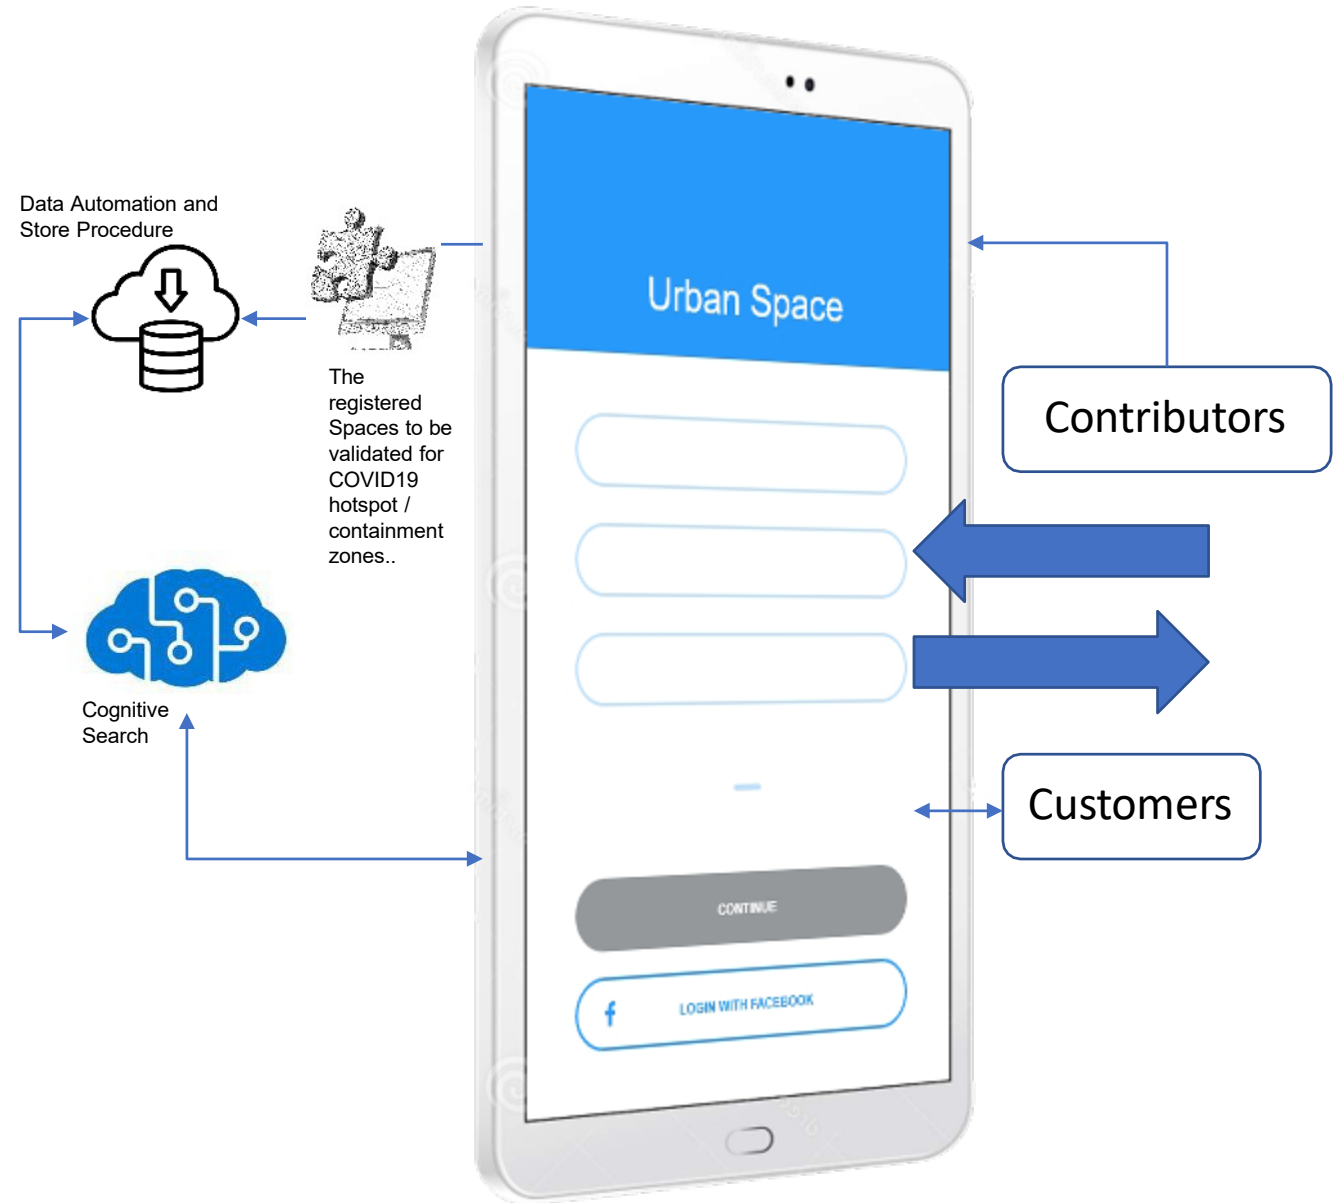 Data Automation and
Store Procedure
The
registered
Spaces to be
validated for
COVID19
hotspot /
containment
zones..
Cognitive
Search
Urban Space
CONTINUE
f
LOGIN WITH FACEBOOK
Contributors
Customers